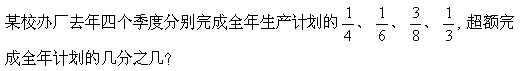 某校办厂去年四个季度分别完成全年生产计划的1/4、1/6、3/8、1/3,超额完
成全年计划的几分之几?